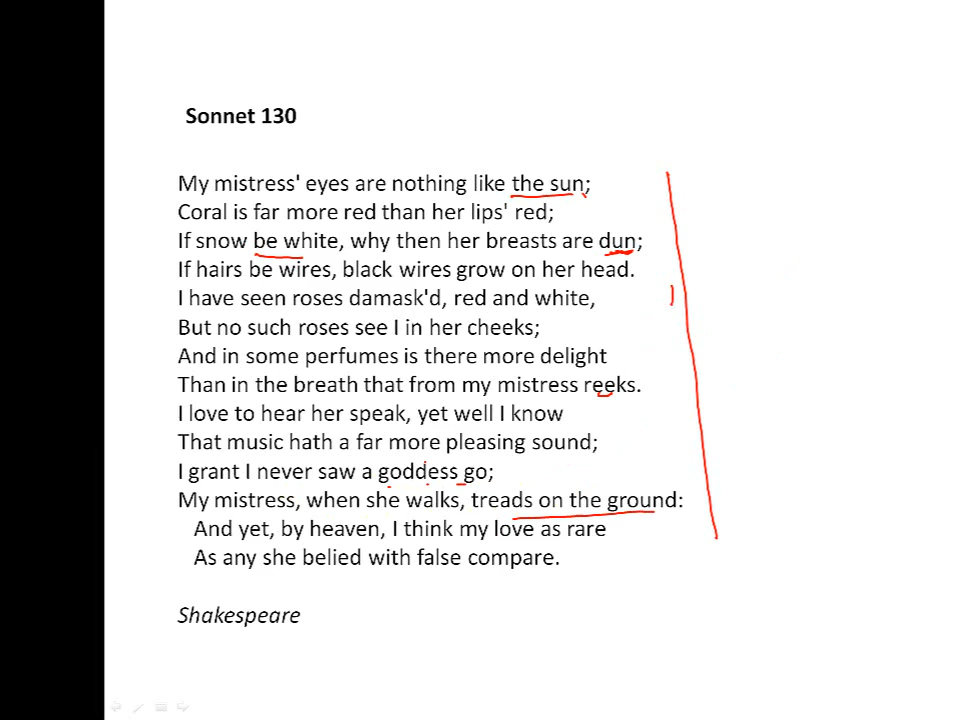 Sonnet 130
My mistress' eyes are nothing like the sun;
Coral is far more red than her lips' red;
If snow be white, why then her breasts are dun;
If hairs be wires, black wires grow on her head.
I have seen roses damask'd, red and white,
But no such roses see I in her cheeks;
And in some perfumes is there more delight
Than in the breath that from my mistress reeks.
I love to hear her speak, yet well I know
That music hath a far more pleasing sound;
I grant I never saw a goddess go;
My mistress, when she walks, treads on the ground:
And yet, by heaven, I think my love as rare
As any she belied with false compare.
Shakespeare